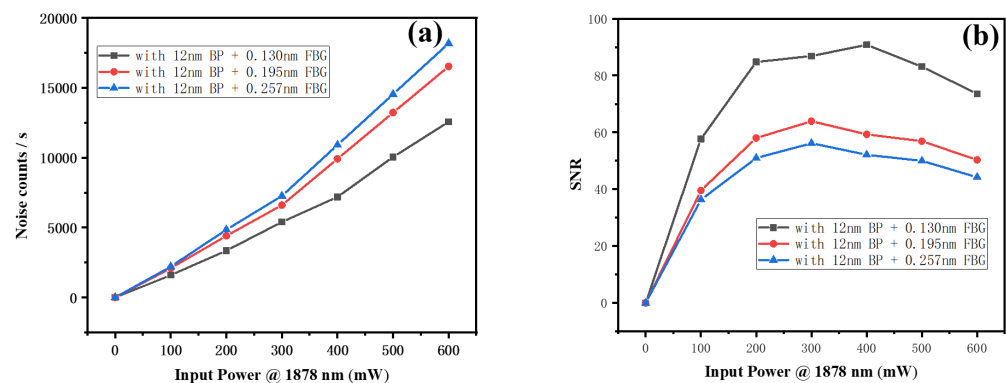 (a)
20000
15000
10000
5000
0
Noise counts / s
with 12nm BP + 0.130nm FBG
with 12nm BP + 0.195nm FBG
with 12nm BP + 0.257nm FBG
0 100 200 300 400 500 600
Input Power @ 1878 nm (mW)
(b)
100
80
60
40
20
0
SNR
with 12nm BP + 0.130nm FBG
with 12nm BP + 0.195nm FBG
with 12nm BP + 0.257nm FBG
0 100 200 300 400 500 600
Input Power @ 1878 nm (mW)